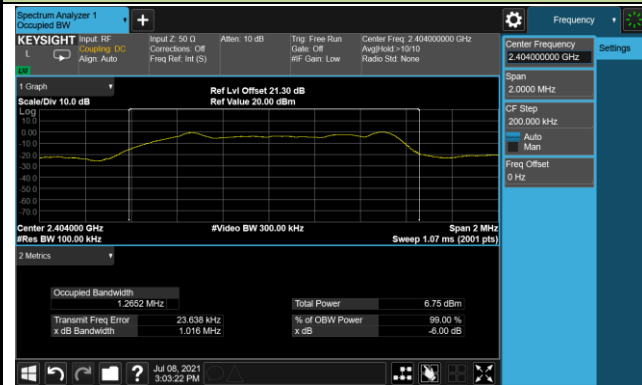 Spectrum Analyzer 1
Occupied BW
+
Frequency
KEYSIGHT
Input: RF
Coupling: DC
Align: Auto
Input Z: 50 Ω
Corrections: Off
Freq Ref: Int (S)
Atten: 10 dB
Trig: Free Run
Gate: Off
#IF Gain: Low
Center Freq: 2.404000000 GHz
Avg|Hold:>10/10
Radio Std: None
L
Center Frequency
2.404000000 GHz
Settings
Span
2.0000 MHz
CF Step
200.000 kHz
Auto
Man
Freq Offset
0 Hz
1 Graph
Scale/Div 10.0 dB
Ref Lvl Offset 21.30 dB
Ref Value 20.00 dBm
Log
10.0
0.00
-10.0
-20.0
-30.0
-40.0
-50.0
-60.0
-70.0
Center 2.404000 GHz
#Res BW 100.00 kHz
#Video BW 300.00 kHz
Span 2 MHz
Sweep 1.07 ms (2001 pts)
2 Metrics
Occupied Bandwidth
1.2652 MHz
Total Power 6.75 dBm
Transmit Freq Error 23.638 kHz
% of OBW Power 99.00 %
x dB Bandwidth 1.016 MHz
x dB -6.00 dB
?
Jul 08, 2021
3:03:22 PM